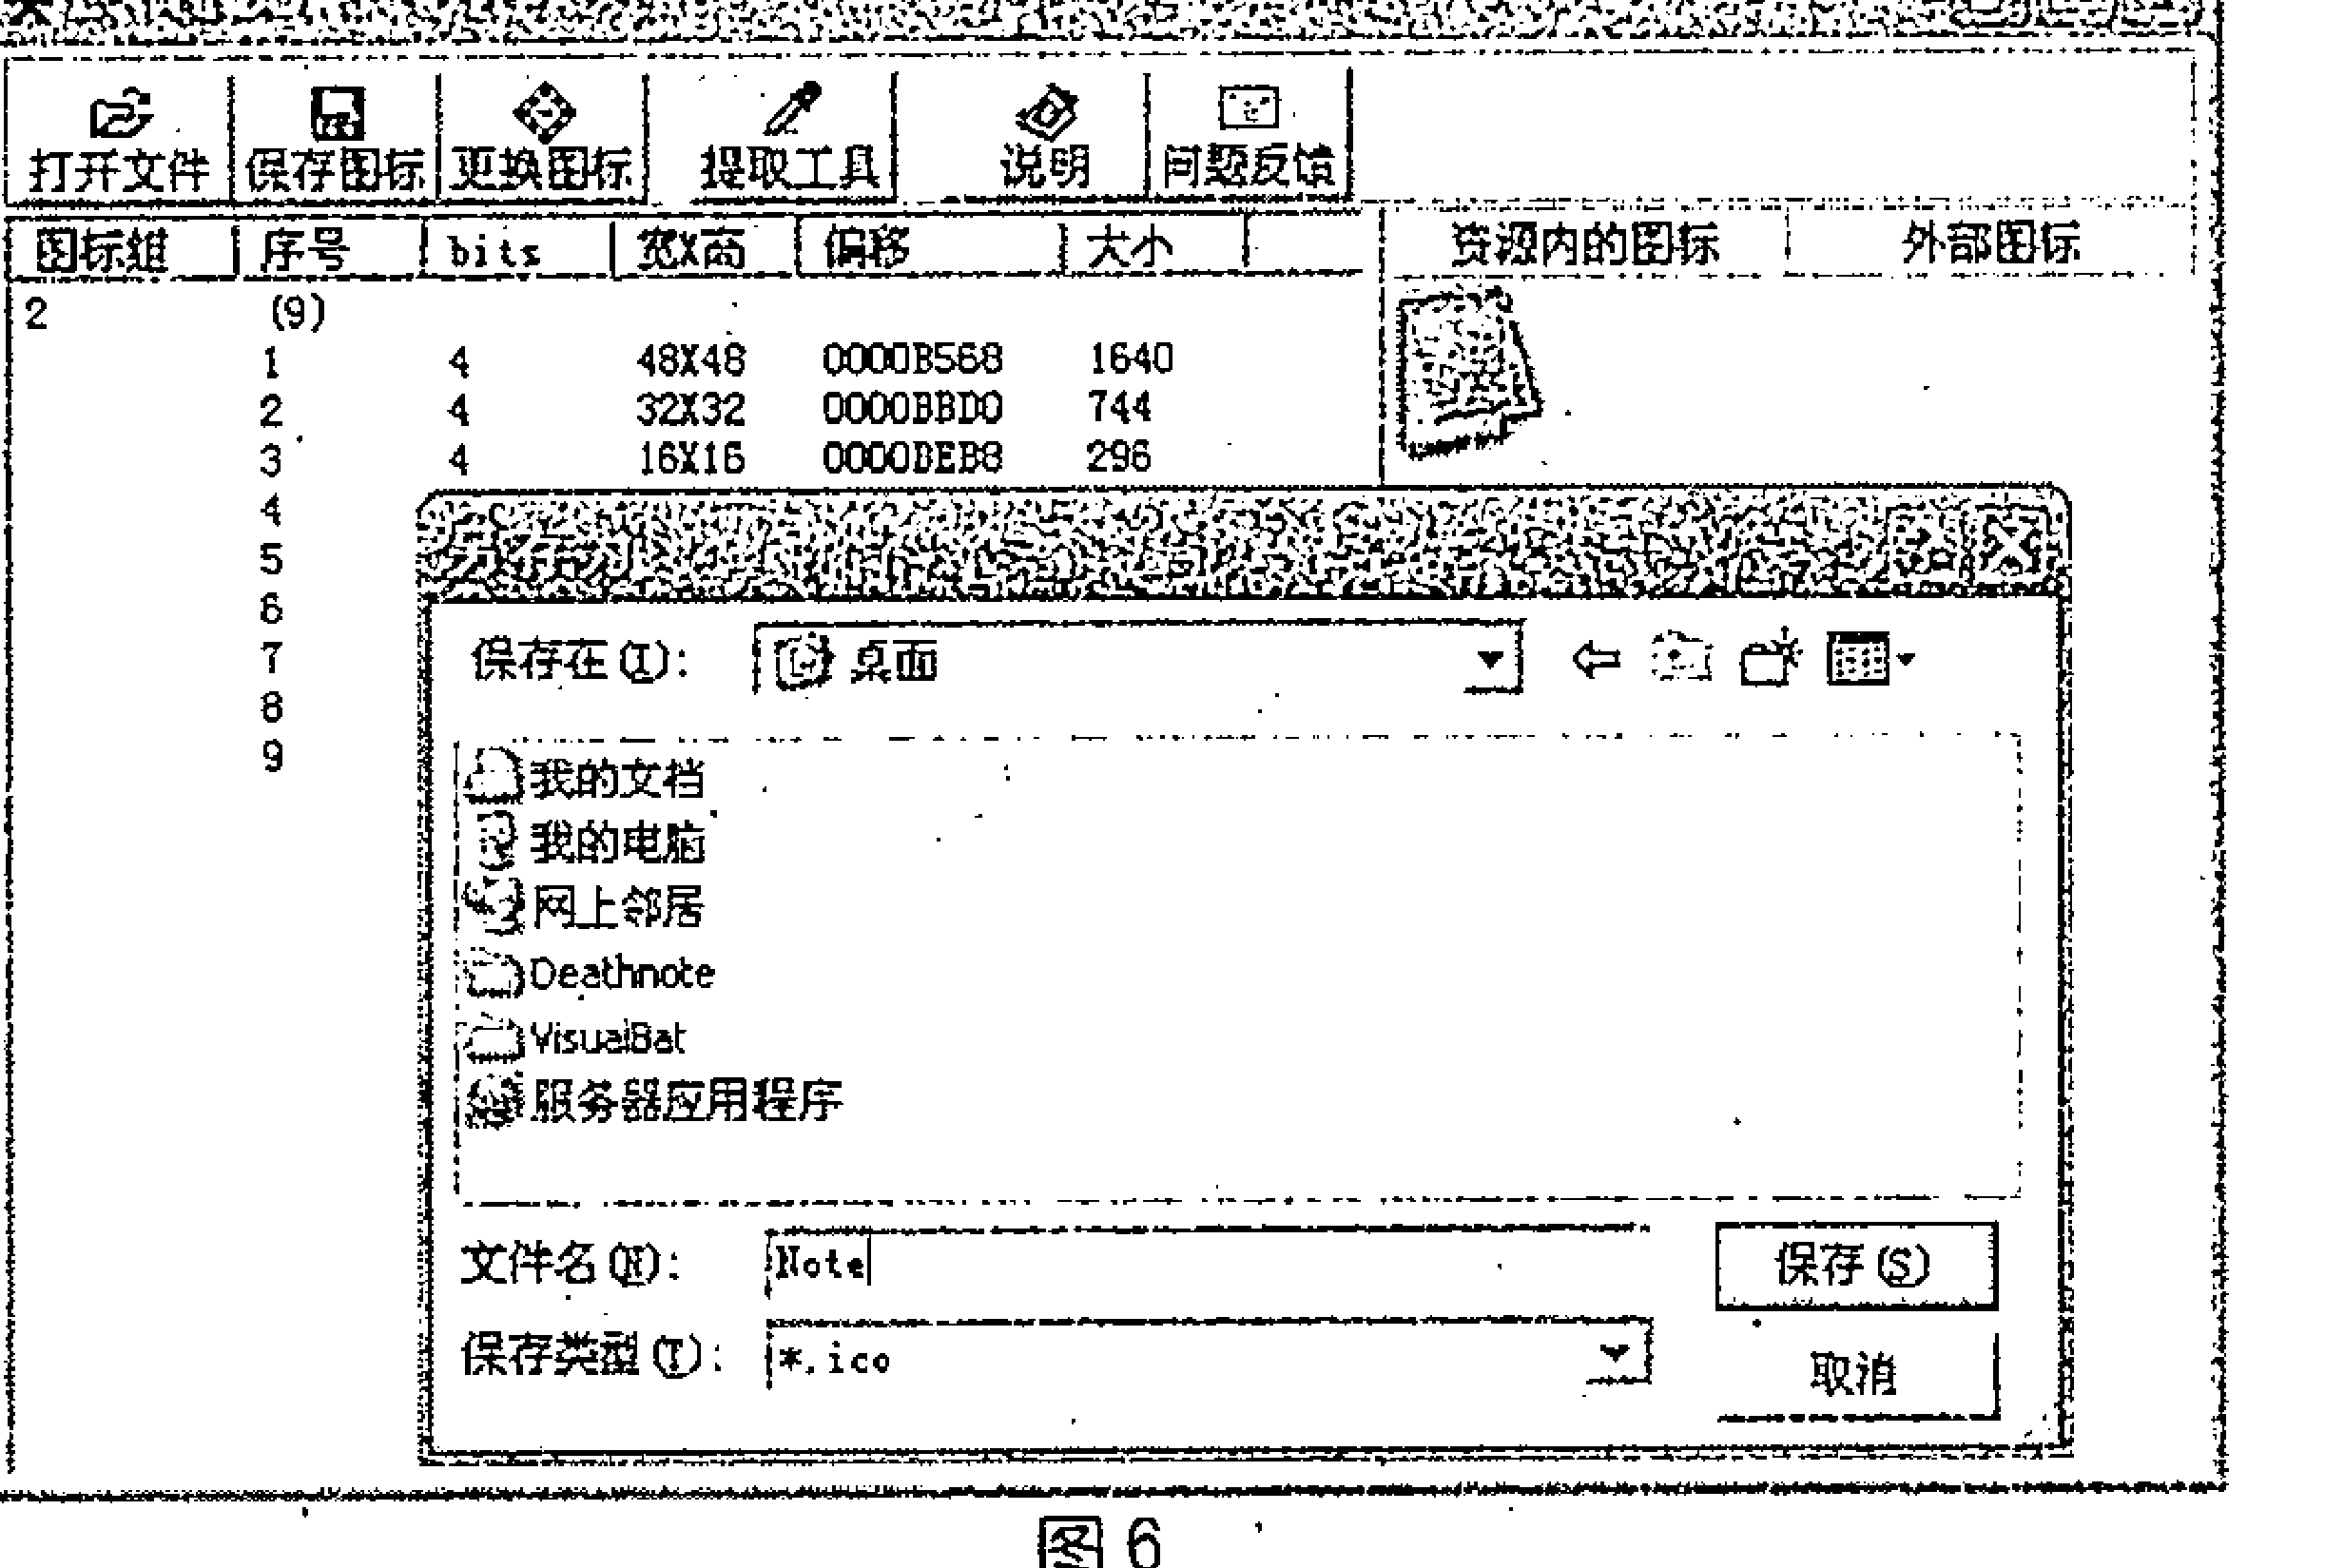 打开文件 保存图标 更换图标 提取工具 说明 问题反馈
图标组 序号 bits 宽X高 偏移 大小 资源内的图标 外部图标
2 (9)
1 4 48X48 0000B568 1640
2 4 32X32 0000BBD0 744
3 4 16X16 0000BEB8 296
4
5
6
7
8
9
另存为
保存在(I): 桌面
我的文档
我的电脑
网上邻居
Deathnote
VisualBat
服务器应用程序
文件名(N): Note 保存(S)
保存类型(T): *.ico 取消
图 6